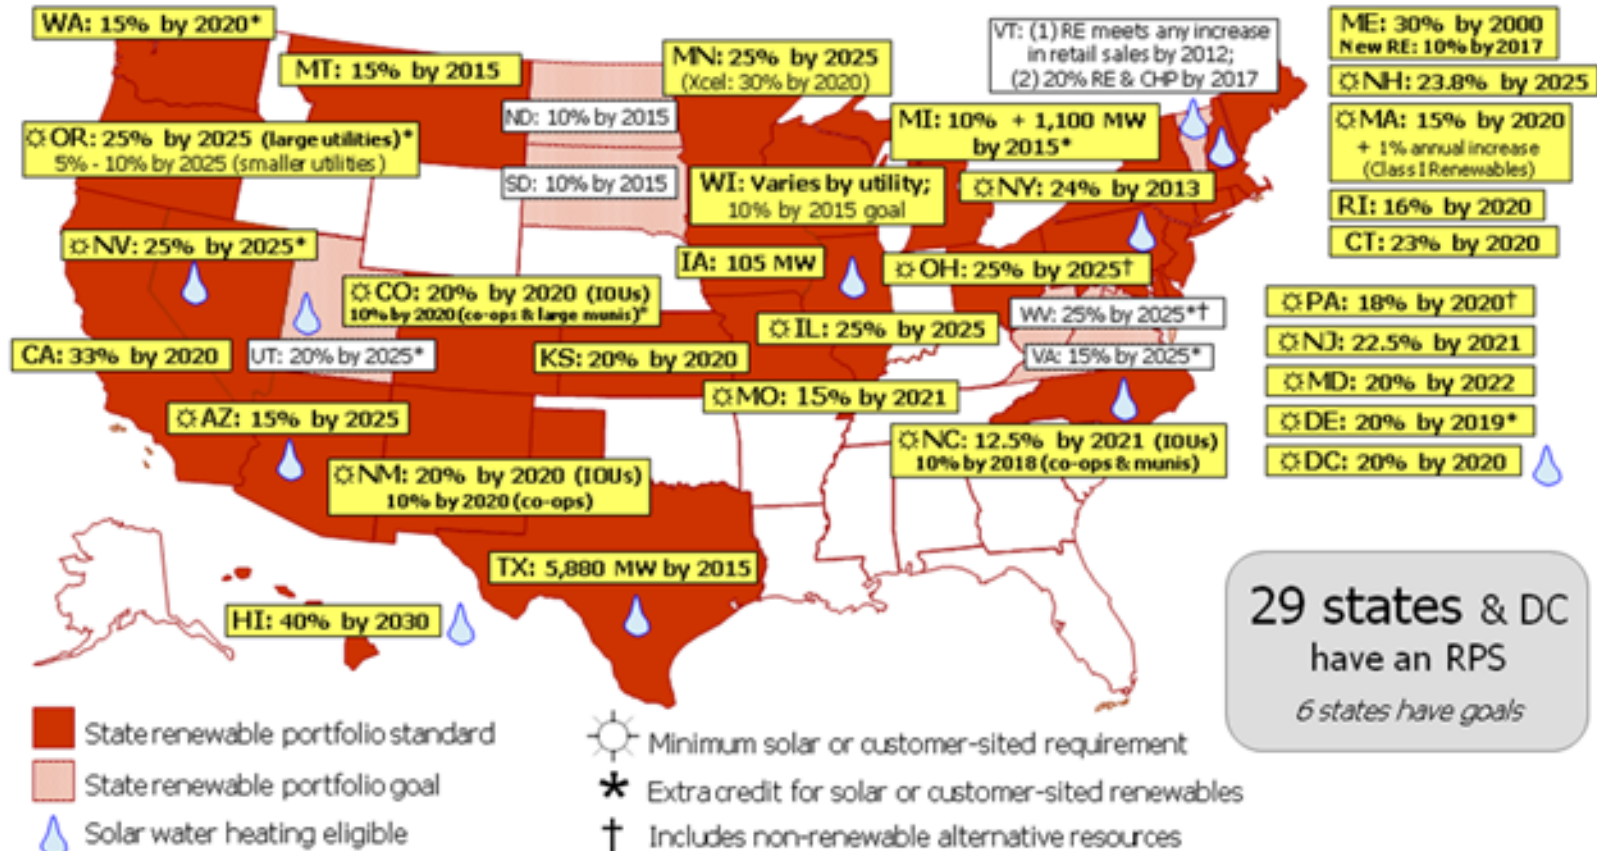 WA: 15% by 2020*
MT: 15% by 2015
MN: 25% by 2025
(Xcel: 30% by 2020)
VT: (1) RE meets any increase
in retail sales by 2012;
(2) 20% RE & CHP by 2017
ME: 30% by 2000
New RE: 10% by 2017
☼NH: 23.8% by 2025
☼MA: 15% by 2020
+ 1% annual increase
(Class I Renewables)
RI: 16% by 2020
CT: 23% by 2020
ND: 10% by 2015
☼OR: 25% by 2025 (large utilities)*
5% - 10% by 2025 (smaller utilities)
MI: 10% + 1,100 MW
by 2015*
SD: 10% by 2015
WI: Varies by utility;
10% by 2015 goal
☼NY: 24% by 2013
☼NV: 25% by 2025*
IA: 105 MW
☼OH: 25% by 2025†
☼CO: 20% by 2020 (IOUs)
10% by 2020 (co-ops & large munis)*
WV: 25% by 2025*†
☼IL: 25% by 2025
CA: 33% by 2020
UT: 20% by 2025*
KS: 20% by 2020
VA: 15% by 2025*
☼MO: 15% by 2021
☼PA: 18% by 2020†
☼NJ: 22.5% by 2021
☼MD: 20% by 2022
☼DE: 20% by 2019*
☼DC: 20% by 2020
☼AZ: 15% by 2025
☼NC: 12.5% by 2021 (IOUs)
10% by 2018 (co-ops & munis)
☼NM: 20% by 2020 (IOUs)
10% by 2020 (co-ops)
TX: 5,880 MW by 2015
HI: 40% by 2030
29 states & DC
have an RPS
6 states have goals
State renewable portfolio standard
State renewable portfolio goal
Solar water heating eligible
☼ Minimum solar or customer-sited requirement
* Extra credit for solar or customer-sited renewables
† Includes non-renewable alternative resources